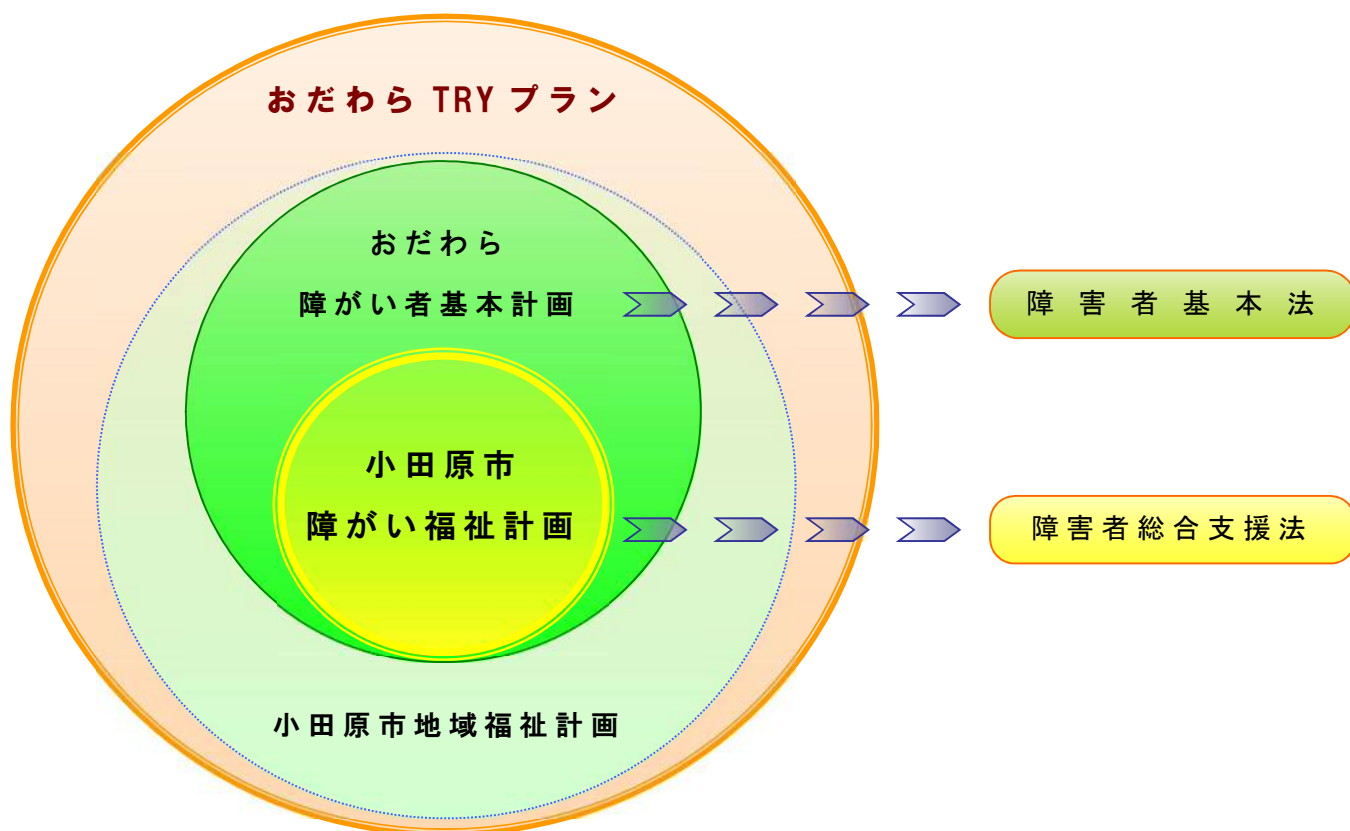 おだわら TRY プラン
おだわら
障がい者基本計画
障害者基本法
小田原市
障がい福祉計画
障害者総合支援法
小田原市地域福祉計画